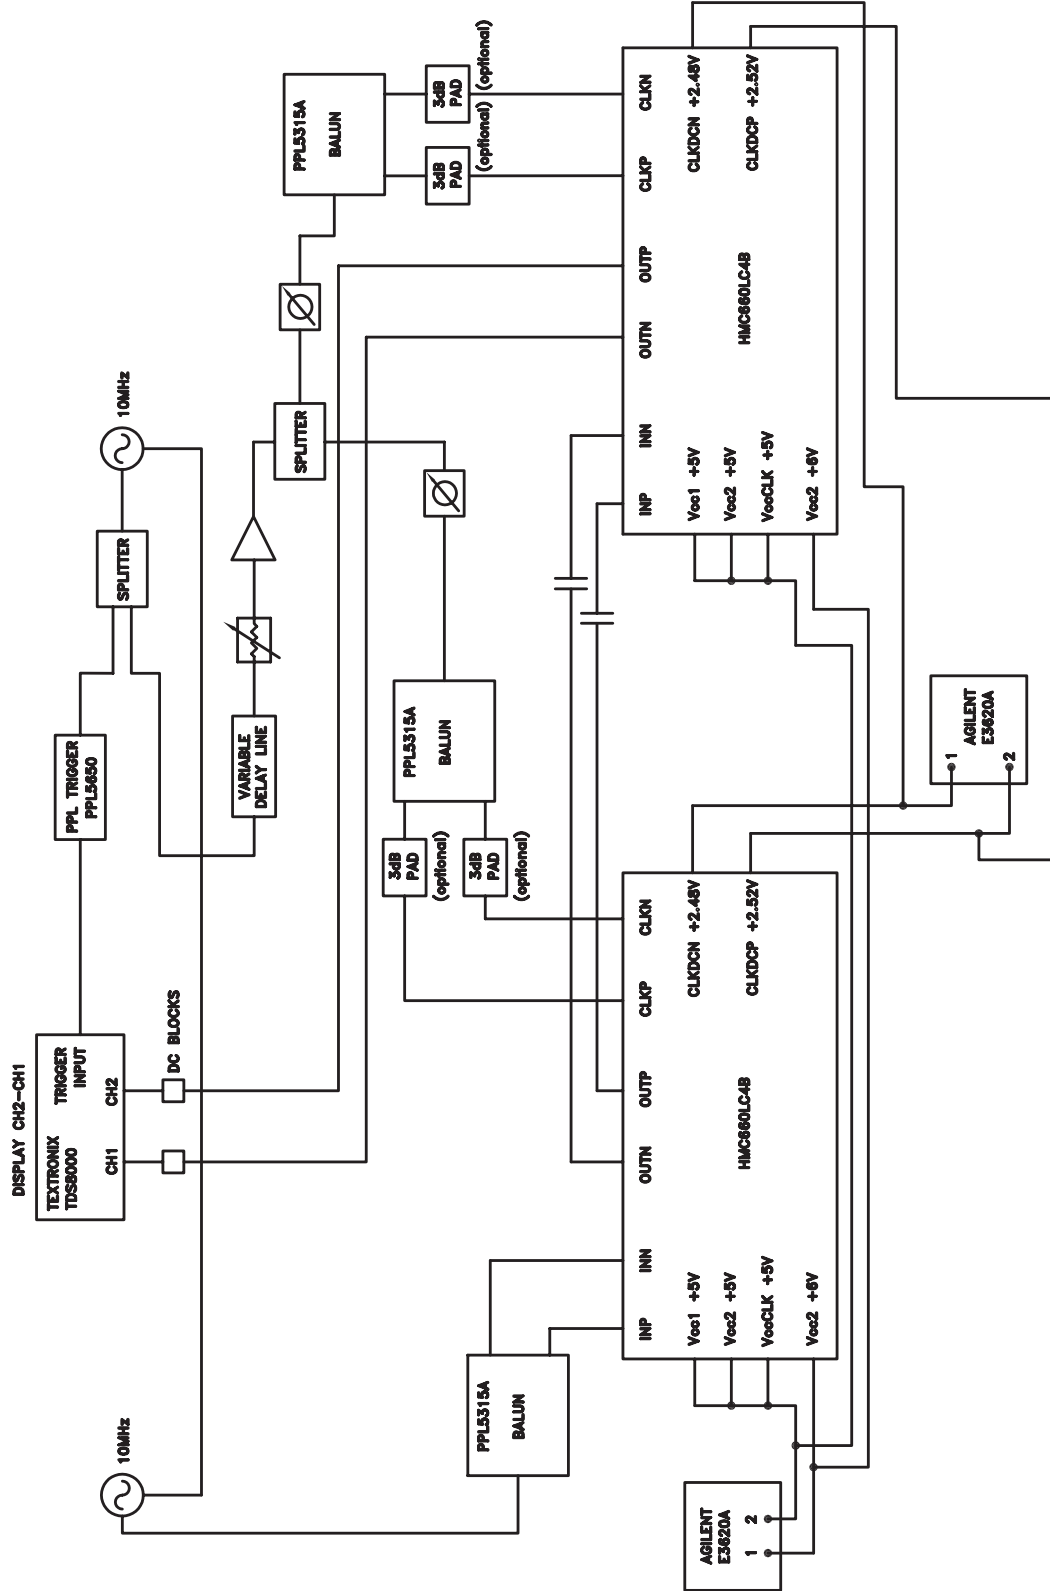 DISPLAY CH2-CH1
TEXTRONIX
TDS8000
TRIGGER
INPUT
CH1
CH2
DC BLOCKS
PPL TRIGGER
PPL5650
SPLITTER
10MHz
10MHz
VARIABLE
DELAY LINE
SPLITTER
PPL5315A
BALUN
3dB
PAD
(optional)
3dB
PAD
(optional)
PPL5315A
BALUN
3dB
PAD
(optional)
3dB
PAD
(optional)
PPL5315A
BALUN
INP
INN
OUTN
OUTP
CLKP
CLKN
Vcc1 +5V
Vcc2 +5V
VccCLK +5V
Vcc2 +6V
HMC660LC4B
CLKDCN +2.48V
CLKDCP +2.52V
INP
INN
OUTN
OUTP
CLKP
CLKN
Vcc1 +5V
Vcc2 +5V
VccCLK +5V
Vcc2 +6V
HMC660LC4B
CLKDCN +2.48V
CLKDCP +2.52V
AGILENT
E3620A
1 2
AGILENT
E3620A
1 2